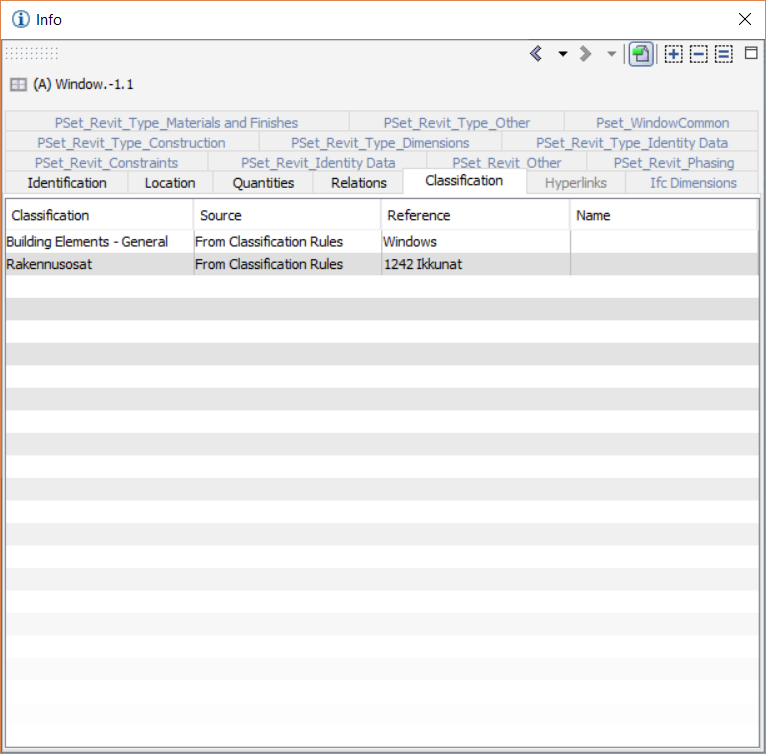 Info
(A) Window.-1.1
PSet_Revit_Type_Materials and Finishes PSet_Revit_Type_Other Pset_WindowCommon
PSet_Revit_Type_Construction PSet_Revit_Type_Dimensions PSet_Revit_Type_Identity Data
PSet_Revit_Constraints PSet_Revit_Identity Data PSet_Revit_Other PSet_Revit_Phasing
Identification Location Quantities Relations Classification Hyperlinks Ifc Dimensions
Classification Source Reference Name
Building Elements - General From Classification Rules Windows
Rakennusosat From Classification Rules 1242 Ikkunat